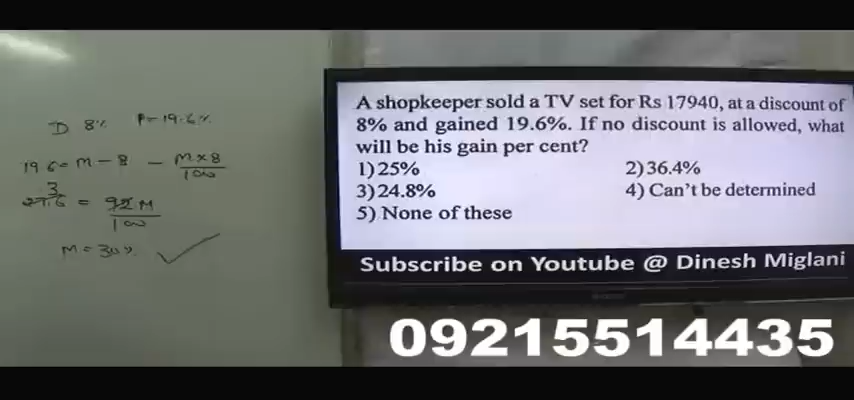 D 8% P=19.6%
19.6 = M - 8 - M×8/100
3
27.6 = 92 M/100
M = 30%
A shopkeeper sold a TV set for Rs 17940, at a discount of
8% and gained 19.6%. If no discount is allowed, what
will be his gain per cent?
1) 25% 2) 36.4%
3) 24.8% 4) Can't be determined
5) None of these
Subscribe on Youtube @ Dinesh Miglani
09215514435